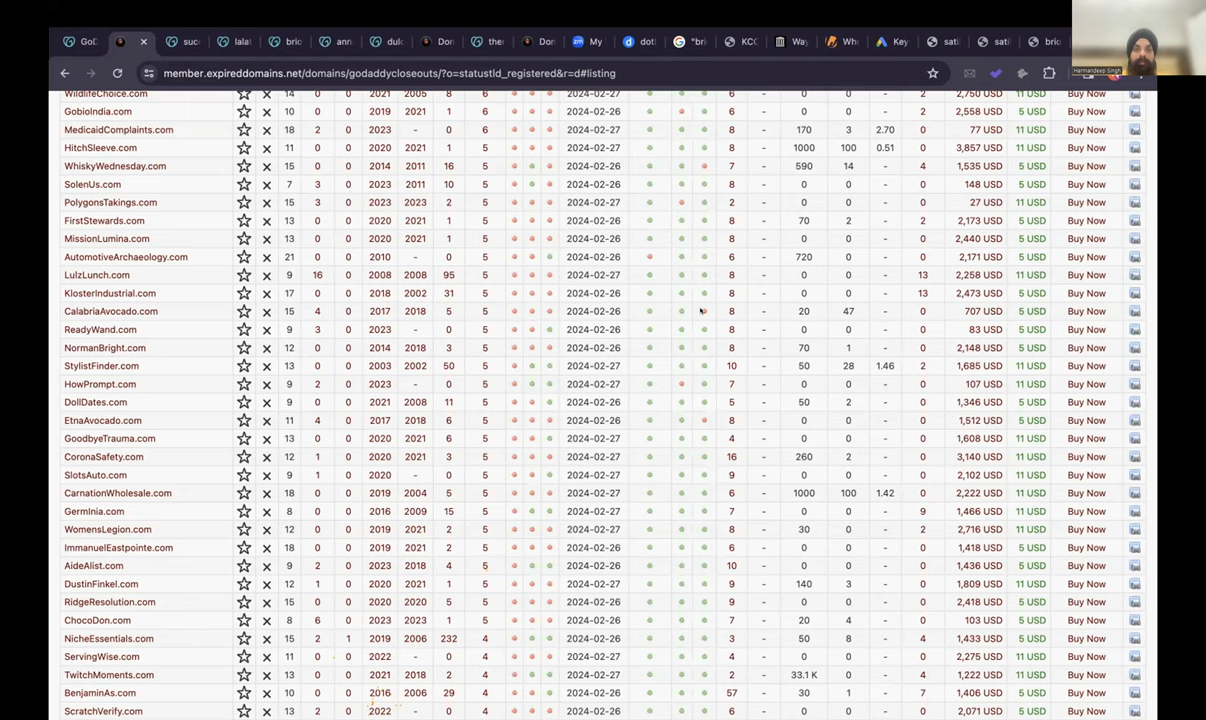 GoD succ lalat brio ann dulc Don ther Don My dotl "bri KCC Way Whe Key sati sati brio
member.expireddomains.net/domains/godaddycloseouts/?o=statustld_registered&r=d#listing
Harmandeep Singh
WildlifeChoice.com 14 0 0 2021 2005 8 6 2024-02-27 6 - 0 0 2 2,750 USD 11 USD Buy Now
GobioIndia.com 10 0 0 2019 2021 1 6 2024-02-26 6 - 0 0 0 2,558 USD 5 USD Buy Now
MedicaidComplaints.com 18 2 0 2023 - 0 6 2024-02-27 8 - 170 3 2.70 0 77 USD 11 USD Buy Now
HitchSleeve.com 11 0 0 2020 2021 1 5 2024-02-27 8 - 1000 100 0.51 0 3,857 USD 11 USD Buy Now
WhiskyWednesday.com 15 0 0 2014 2011 16 5 2024-02-26 7 - 590 14 - 4 1,535 USD 5 USD Buy Now
SolenUs.com 7 3 0 2023 2011 10 5 2024-02-26 8 - 0 0 0 148 USD 5 USD Buy Now
PolygonsTakings.com 15 3 0 2023 2023 2 5 2024-02-26 2 - 0 0 0 27 USD 5 USD Buy Now
FirstStewards.com 13 0 0 2020 2021 1 5 2024-02-26 8 - 70 2 - 2 2,173 USD 5 USD Buy Now
MissionLumina.com 13 0 0 2020 2021 1 5 2024-02-26 8 - 0 0 0 2,440 USD 5 USD Buy Now
AutomotiveArchaeology.com 21 0 0 2010 - 0 5 2024-02-26 6 - 720 0 2,171 USD 5 USD Buy Now
LulzLunch.com 9 16 0 2008 2008 95 5 2024-02-27 8 - 0 0 13 2,258 USD 11 USD Buy Now
KlosterIndustrial.com 17 0 0 2018 2002 31 5 2024-02-26 8 - 0 0 13 2,473 USD 5 USD Buy Now
CalabriaAvocado.com 15 4 0 2017 2018 5 5 2024-02-26 8 - 20 47 0 707 USD 5 USD Buy Now
ReadyWand.com 9 3 0 2023 - 0 5 2024-02-26 8 - 0 0 0 83 USD 5 USD Buy Now
NormanBright.com 12 0 0 2014 2018 3 5 2024-02-26 8 - 70 1 - 0 2,148 USD 5 USD Buy Now
StylistFinder.com 13 0 0 2003 2002 50 5 2024-02-26 10 - 50 28 1.46 2 1,685 USD 5 USD Buy Now
HowPrompt.com 9 2 0 2023 - 0 5 2024-02-26 7 - 0 0 0 107 USD 5 USD Buy Now
DollDates.com 9 0 0 2021 2008 11 5 2024-02-26 5 - 50 2 - 0 1,346 USD 5 USD Buy Now
EtnaAvocado.com 11 4 0 2017 2018 6 5 2024-02-26 8 - 0 0 0 1,512 USD 5 USD Buy Now
GoodbyeTrauma.com 13 0 0 2020 2021 6 5 2024-02-27 4 - 0 0 0 1,608 USD 11 USD Buy Now
CoronaSafety.com 12 1 0 2020 2021 3 5 2024-02-27 16 - 260 2 - 0 3,140 USD 11 USD Buy Now
SlotsAuto.com 9 1 0 2020 - 0 5 2024-02-27 9 - 0 0 0 2,102 USD 11 USD Buy Now
CarnationWholesale.com 18 0 0 2019 2004 5 5 2024-02-27 6 - 1000 100 1.42 0 2,222 USD 11 USD Buy Now
GermInia.com 8 0 0 2016 2009 15 5 2024-02-27 7 - 0 0 9 1,466 USD 11 USD Buy Now
WomensLegion.com 12 0 0 2019 2021 2 5 2024-02-27 8 - 30 0 2 2,716 USD 11 USD Buy Now
ImmanuelEastpointe.com 18 0 0 2019 2021 2 5 2024-02-26 6 - 0 0 0 1,418 USD 5 USD Buy Now
AideAlist.com 9 2 0 2023 2018 4 5 2024-02-26 10 - 0 0 0 1,436 USD 5 USD Buy Now
DustinFinkel.com 12 1 0 2020 2021 1 5 2024-02-27 9 - 140 3 - 0 1,809 USD 11 USD Buy Now
RidgeResolution.com 15 0 0 2020 2020 5 5 2024-02-26 9 - 0 0 0 2,418 USD 5 USD Buy Now
ChocoDon.com 8 6 0 2023 2023 1 5 2024-02-26 7 - 20 4 - 0 103 USD 5 USD Buy Now
NicheEssentials.com 15 2 1 2019 2006 232 4 2024-02-26 3 - 50 8 - 4 1,433 USD 5 USD Buy Now
ServingWise.com 11 0 0 2022 - 0 4 2024-02-27 4 - 0 0 0 2,275 USD 11 USD Buy Now
TwitchMoments.com 13 0 0 2021 2018 2 4 2024-02-27 2 - 33.1 K 0 4 1,222 USD 11 USD Buy Now
BenjaminAs.com 10 0 0 2016 2006 29 4 2024-02-26 57 - 30 1 - 7 1,406 USD 5 USD Buy Now
ScratchVerify.com 13 2 0 2022 - 0 4 2024-02-26 6 - 0 0 0 2,071 USD 5 USD Buy Now